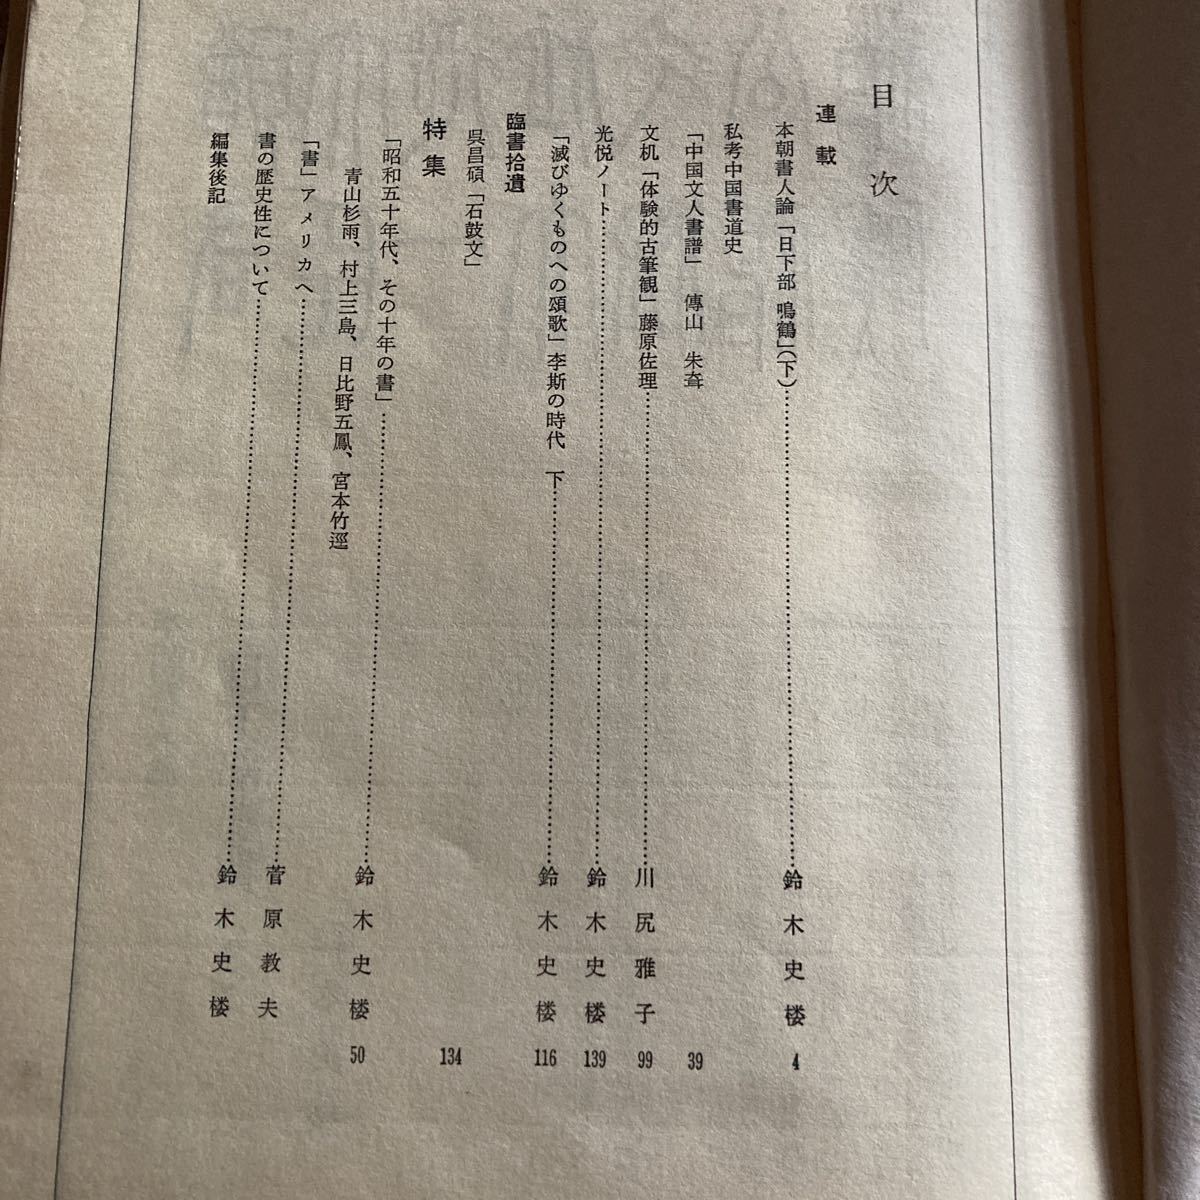 目次
連載
本朝書人論「日下部 鳴鶴」(下)……………………鈴木史楼 4
私考中国書道史
「中国文人書譜」 傅山 朱耷 39
文机「体験的古筆観」藤原佐理……………………川尻雅子 99
光悦ノート……………………鈴木史楼 139
「滅びゆくものへの頌歌」李斯の時代 下……………………鈴木史楼 116
臨書拾遺
呉昌碩「石鼓文」 134
特集
「昭和五十年代、その十年の書」……………………鈴木史楼 50
青山杉雨、村上三島、日比野五鳳、宮本竹逕
「書」アメリカへ……………………菅原教夫
書の歴史性について……………………鈴木史楼
編集後記